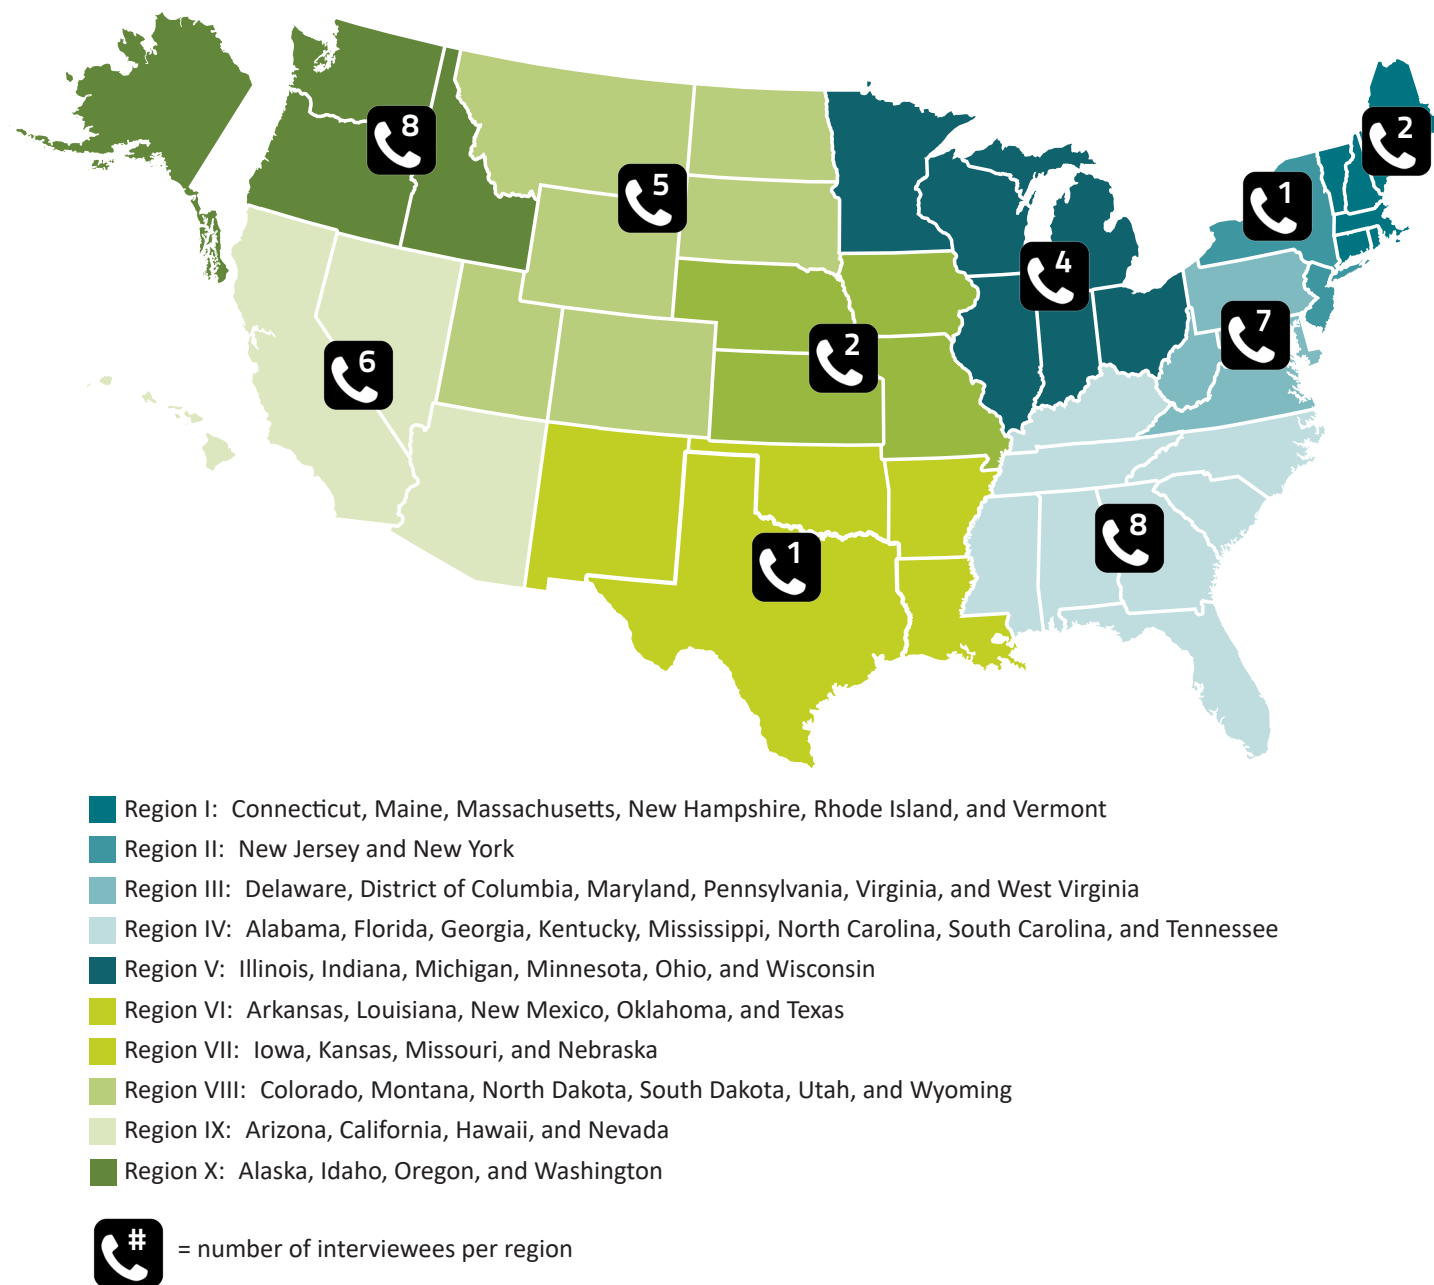 8
5
2
1
4
7
2
6
8
1
Region I: Connecticut, Maine, Massachusetts, New Hampshire, Rhode Island, and Vermont
Region II: New Jersey and New York
Region III: Delaware, District of Columbia, Maryland, Pennsylvania, Virginia, and West Virginia
Region IV: Alabama, Florida, Georgia, Kentucky, Mississippi, North Carolina, South Carolina, and Tennessee
Region V: Illinois, Indiana, Michigan, Minnesota, Ohio, and Wisconsin
Region VI: Arkansas, Louisiana, New Mexico, Oklahoma, and Texas
Region VII: Iowa, Kansas, Missouri, and Nebraska
Region VIII: Colorado, Montana, North Dakota, South Dakota, Utah, and Wyoming
Region IX: Arizona, California, Hawaii, and Nevada
Region X: Alaska, Idaho, Oregon, and Washington
# = number of interviewees per region